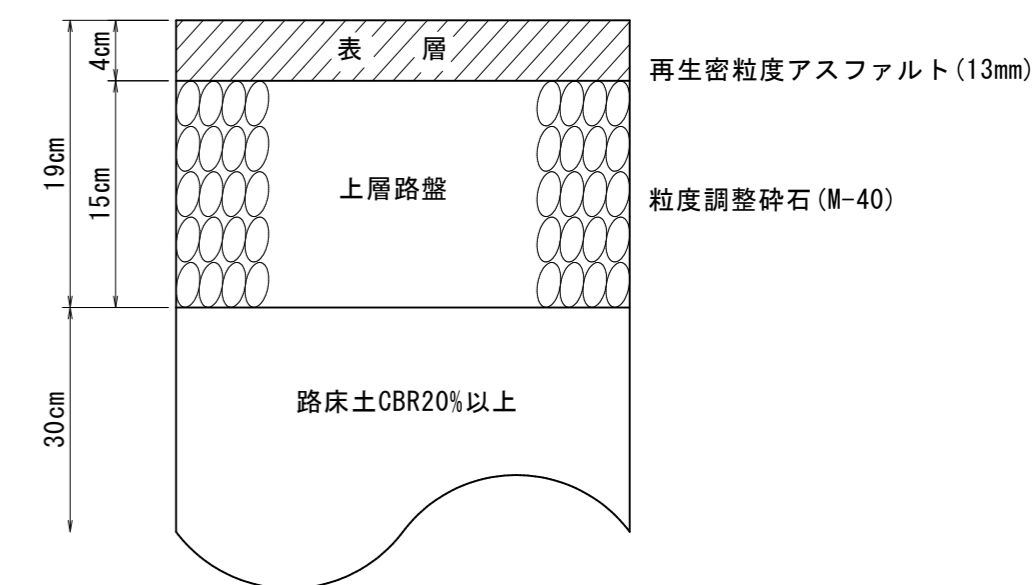 4cm
表 層
再生密粒度アスファルト(13mm)
19cm
15cm
上層路盤
粒度調整砕石(M-40)
30cm
路床土CBR20%以上